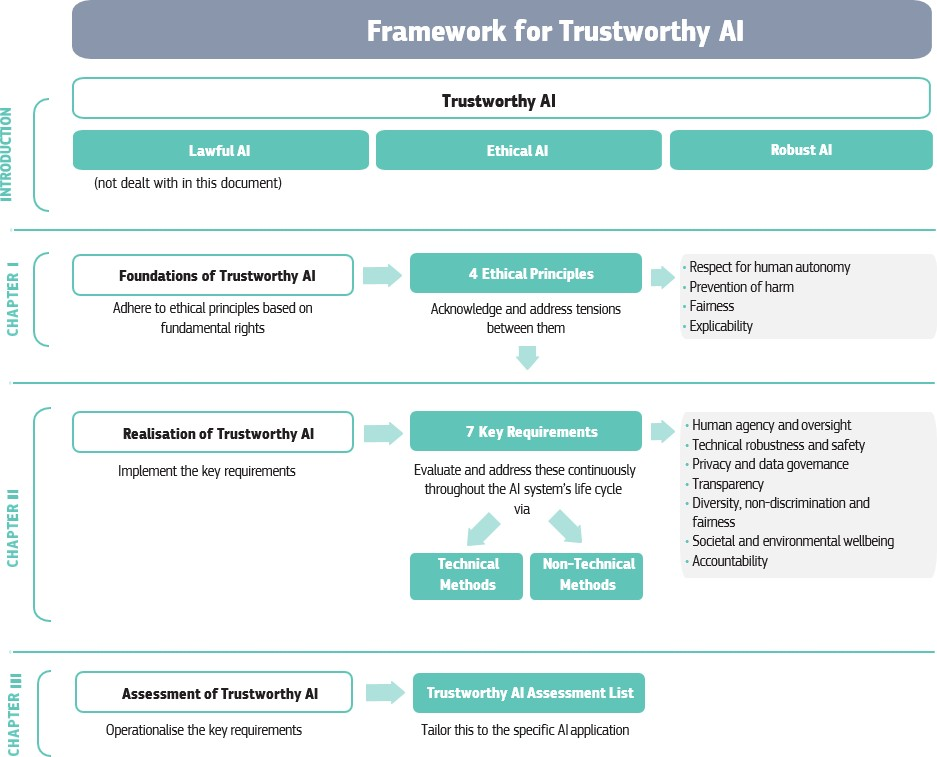 Framework for Trustworthy AI
INTRODUCTION
Trustworthy AI
Lawful AI
Ethical AI
Robust AI
(not dealt with in this document)
CHAPTER I
Foundations of Trustworthy AI
Adhere to ethical principles based on
fundamental rights
4 Ethical Principles
Acknowledge and address tensions
between them
• Respect for human autonomy
• Prevention of harm
• Fairness
• Explicability
CHAPTER II
Realisation of Trustworthy AI
Implement the key requirements
7 Key Requirements
Evaluate and address these continuously
throughout the AI system's life cycle
via
Technical
Methods
Non-Technical
Methods
• Human agency and oversight
• Technical robustness and safety
• Privacy and data governance
• Transparency
• Diversity, non-discrimination and
fairness
• Societal and environmental wellbeing
• Accountability
CHAPTER III
Assessment of Trustworthy AI
Operationalise the key requirements
Trustworthy AI Assessment List
Tailor this to the specific AI application